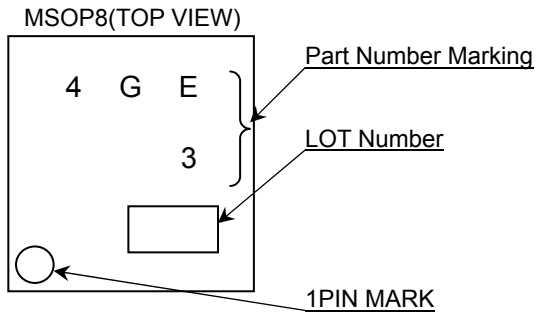 MSOP8(TOP VIEW)
Part Number Marking
4 G E
LOT Number
3
1PIN MARK